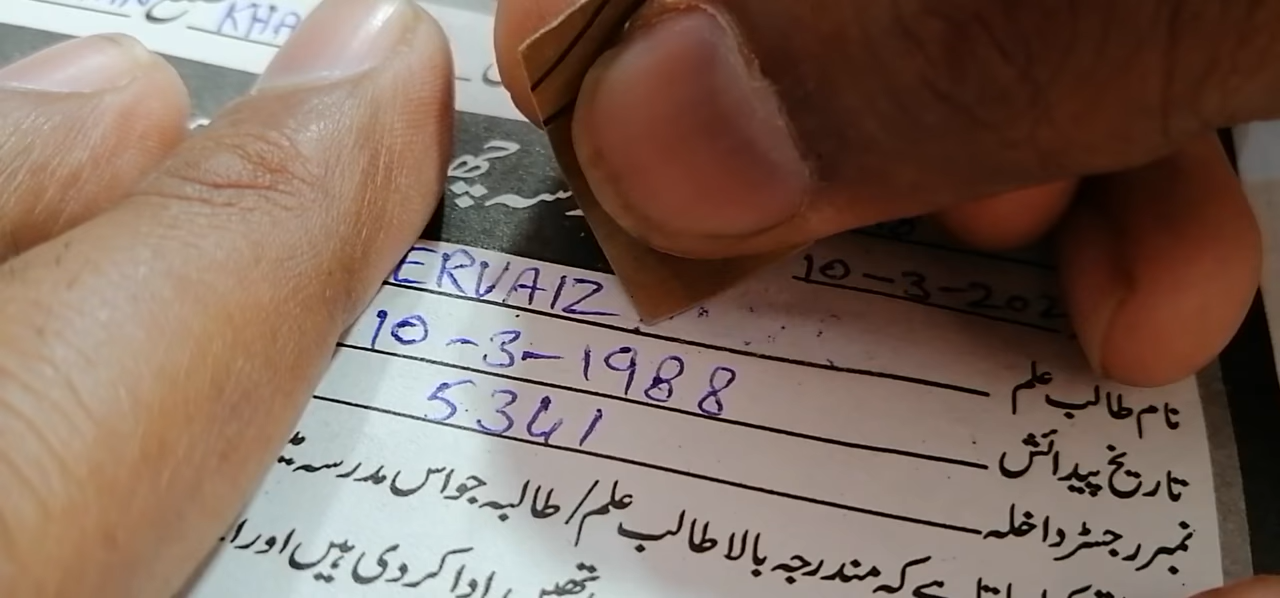 KHA
10-3-202
نام طالب علم ERVAIZ
تاریخ پیدائش 10-3-1988
نمبر رجسٹر داخلہ 5341
ہے کہ مندرجہ بالا طالب علم / طالبہ جو اس مدرسہ
ادا کر دی ہیں اور ا